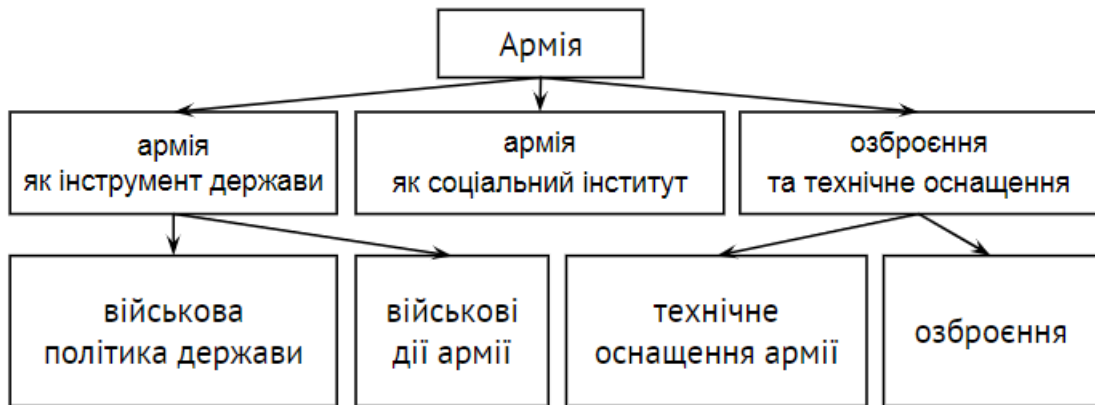 Армія
армія
як інструмент держави
армія
як соціальний інститут
озброєння
та технічне оснащення
військова
політика держави
військові
дії армії
технічне
оснащення армії
озброєння